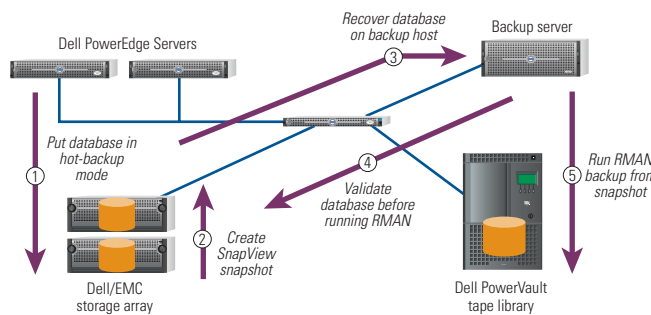 Dell PowerEdge Servers
Recover database
on backup host
3
Backup server
1
Put database in
hot-backup
mode
4
Validate
database before
running RMAN
5
Run RMAN
backup from
snapshot
2
Create
SnapView
snapshot
Dell/EMC
storage array
Dell PowerVault
tape library